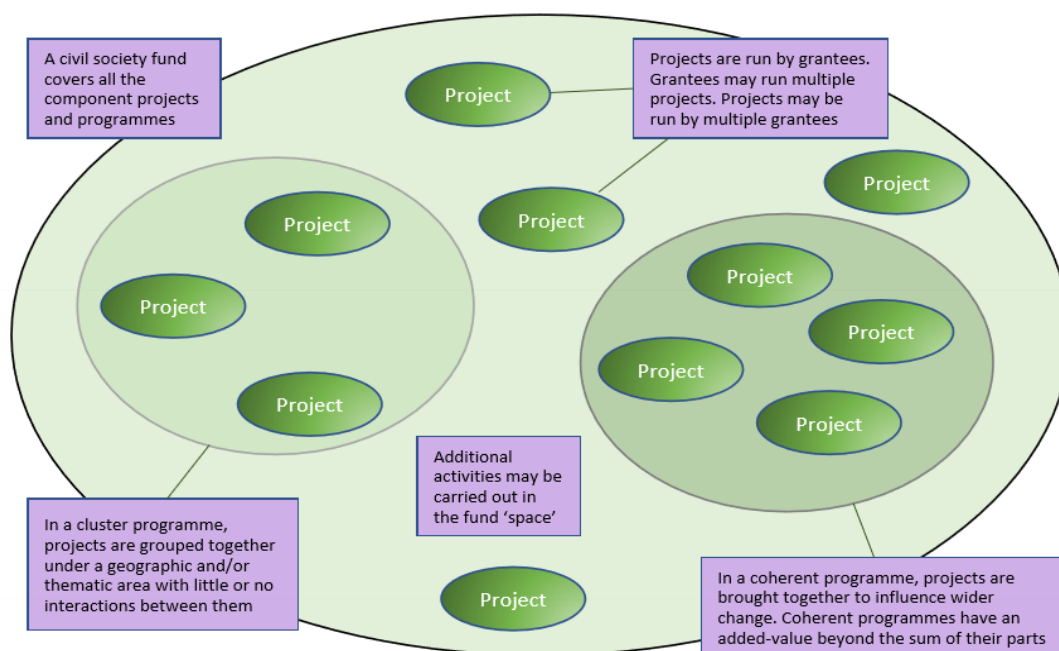 A civil society fund
covers all the
component projects
and programmes
Projects are run by grantees.
Grantees may run multiple
projects. Projects may be
run by multiple grantees
Project
Project
Project
Project
Project
Project
Project
Project
Project
Project
Additional
activities may be
carried out in
the fund ‘space’
In a cluster programme,
projects are grouped together
under a geographic and/or
thematic area with little or no
interactions between them
In a coherent programme, projects are
brought together to influence wider
change. Coherent programmes have an
added-value beyond the sum of their parts
Project